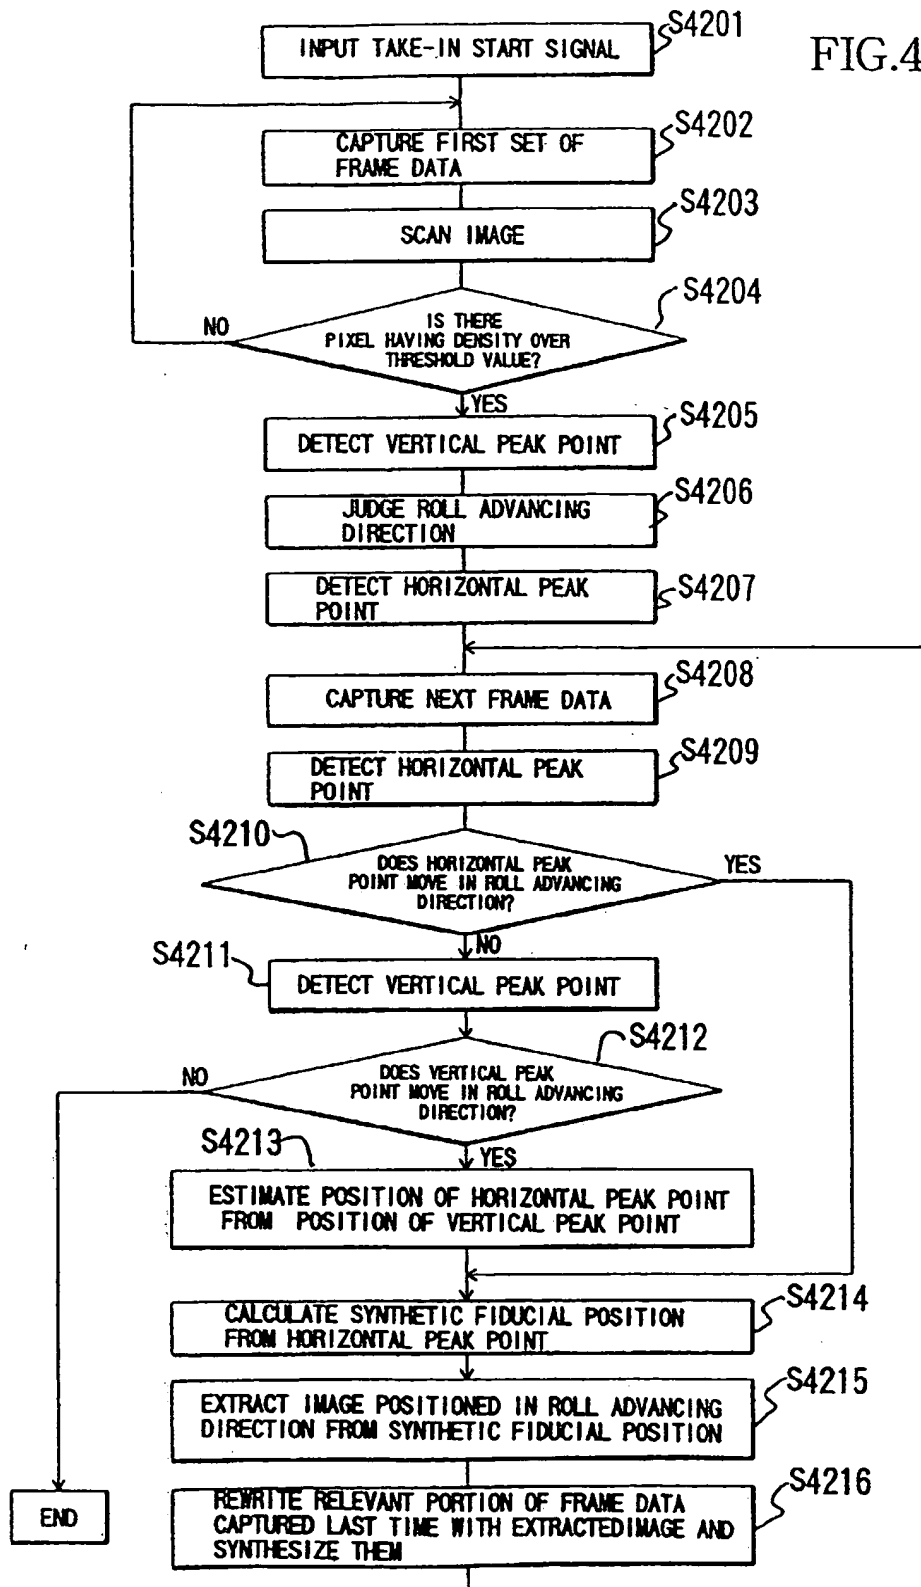 FIG.4
INPUT TAKE-IN START SIGNAL
S4201
CAPTURE FIRST SET OF
FRAME DATA
S4202
SCAN IMAGE
S4203
IS THERE
PIXEL HAVING DENSITY OVER
THRESHOLD VALUE?
S4204
NO
YES
DETECT VERTICAL PEAK POINT
S4205
JUDGE ROLL ADVANCING
DIRECTION
S4206
DETECT HORIZONTAL PEAK
POINT
S4207
CAPTURE NEXT FRAME DATA
S4208
DETECT HORIZONTAL PEAK
POINT
S4209
S4210
DOES HORIZONTAL PEAK
POINT MOVE IN ROLL ADVANCING
DIRECTION?
YES
NO
S4211
DETECT VERTICAL PEAK POINT
S4212
DOES VERTICAL PEAK
POINT MOVE IN ROLL ADVANCING
DIRECTION?
NO
YES
S4213
ESTIMATE POSITION OF HORIZONTAL PEAK POINT
FROM POSITION OF VERTICAL PEAK POINT
CALCULATE SYNTHETIC FIDUCIAL POSITION
FROM HORIZONTAL PEAK POINT
S4214
EXTRACT IMAGE POSITIONED IN ROLL ADVANCING
DIRECTION FROM SYNTHETIC FIDUCIAL POSITION
S4215
REWRITE RELEVANT PORTION OF FRAME DATA
CAPTURED LAST TIME WITH EXTRACTEDIMAGE AND
SYNTHESIZE THEM
S4216
END